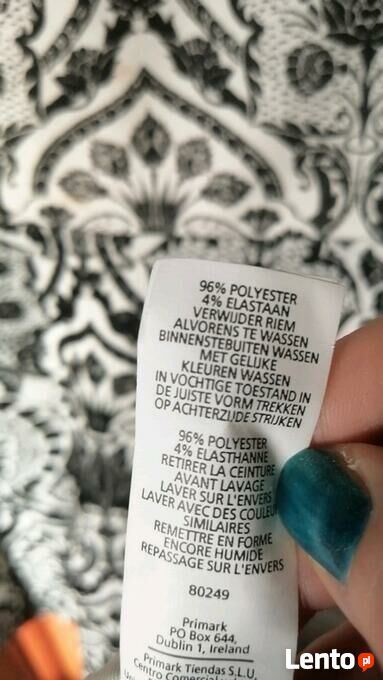 96% POLYESTER
4% ELASTAAN
VERWIJDER RIEM
ALVORENS TE WASSEN
BINNENSTEBUITEN WASSEN
MET GELIJKE
KLEUREN WASSEN
IN VOCHTIGE TOESTAND IN
DE JUISTE VORM TREKKEN
OP ACHTERZIJDE STRIJKEN
96% POLYESTER
4% ELASTHANNE
RETIRER LA CEINTURE
AVANT LAVAGE
LAVER SUR L'ENVERS
LAVER AVEC DES COULEU
SIMILAIRES
REMETTRE EN FORME
ENCORE HUMIDE
REPASSAGE SUR L'ENVERS
80249
Primark
PO Box 644,
Dublin 1, Ireland
Primark Tiendas S.L.U.
Centro Comercial
Lento.pl